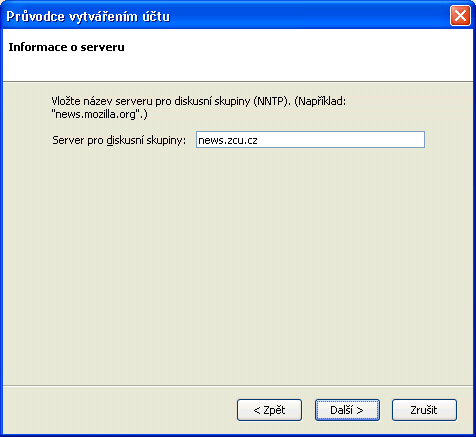 Průvodce vytvářením účtu
Informace o serveru
Vložte název serveru pro diskusní skupiny (NNTP). (Například:
"news.mozilla.org".)
Server pro diskusní skupiny: news.zcu.cz
< Zpět Další > Zrušit